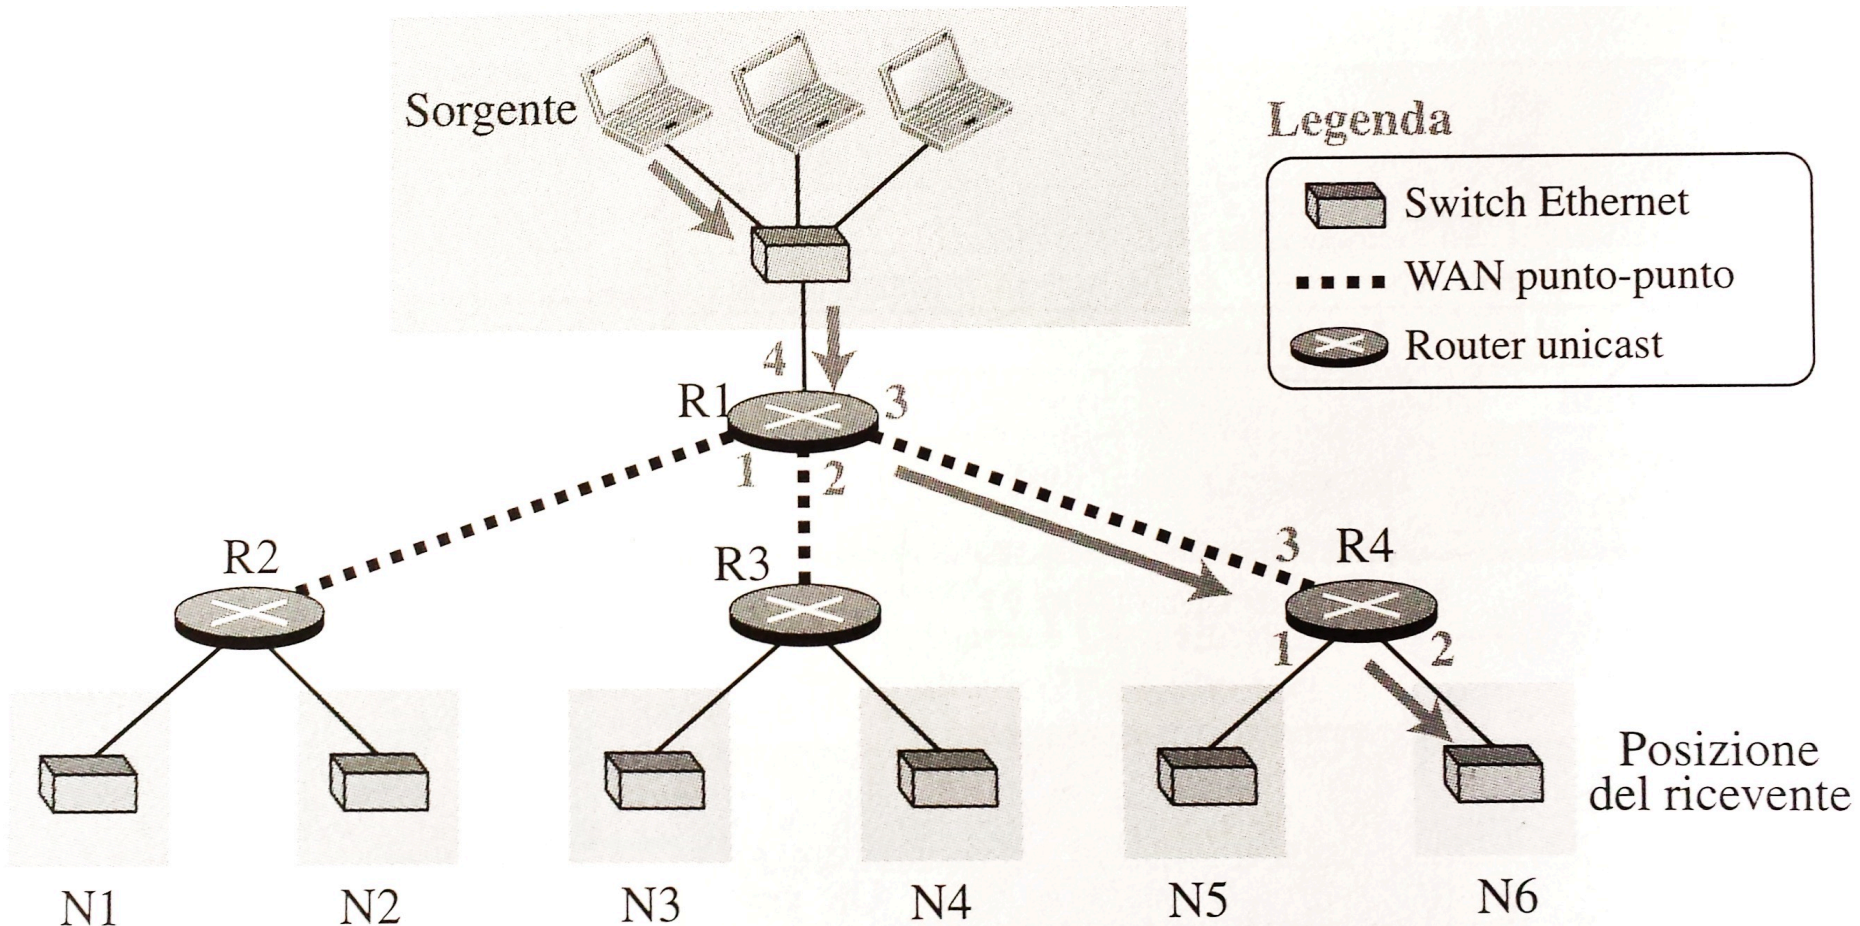 Sorgente
Legenda
Switch Ethernet
WAN punto-punto
Router unicast
4
R1
3
1
2
R2
R3
3
R4
1
2
Posizione
del ricevente
N1
N2
N3
N4
N5
N6